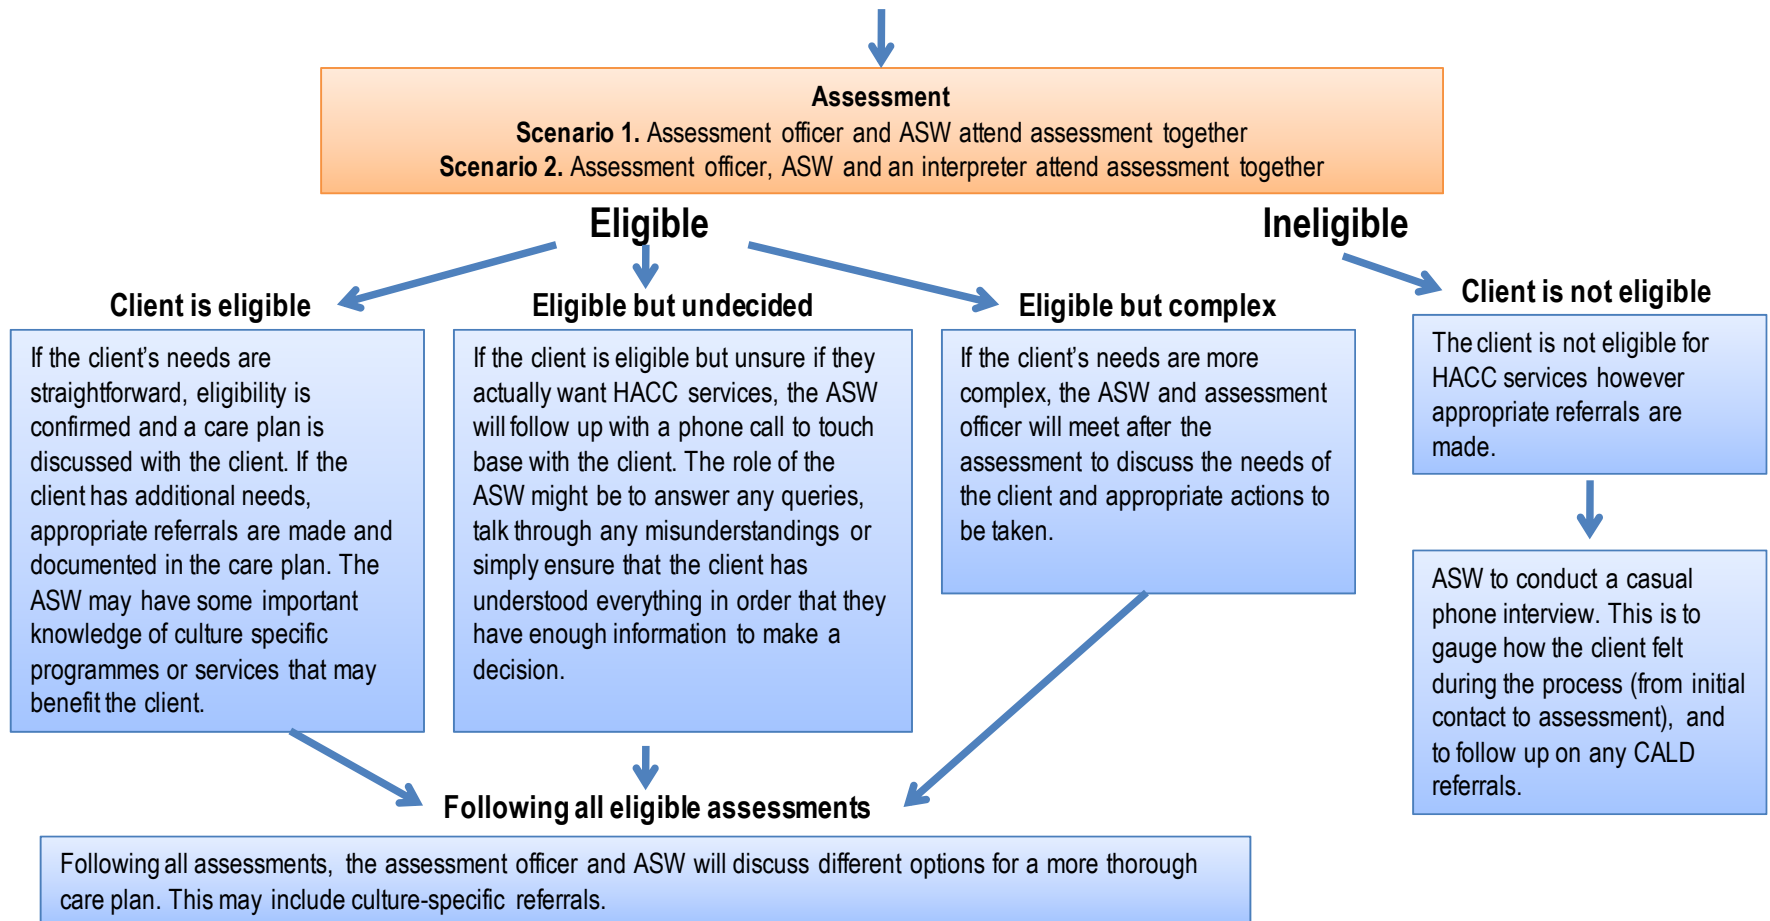 Assessment
Scenario 1. Assessment officer and ASW attend assessment together
Scenario 2. Assessment officer, ASW and an interpreter attend assessment together
Eligible
Ineligible
Client is eligible
If the client's needs are
straightforward, eligibility is
confirmed and a care plan is
discussed with the client. If the
client has additional needs,
appropriate referrals are made and
documented in the care plan. The
ASW may have some important
knowledge of culture specific
programmes or services that may
benefit the client.
Eligible but undecided
If the client is eligible but unsure if they
actually want HACC services, the ASW
will follow up with a phone call to touch
base with the client. The role of the
ASW might be to answer any queries,
talk through any misunderstandings or
simply ensure that the client has
understood everything in order that they
have enough information to make a
decision.
Eligible but complex
If the client's needs are more
complex, the ASW and assessment
officer will meet after the
assessment to discuss the needs of
the client and appropriate actions to
be taken.
Client is not eligible
The client is not eligible for
HACC services however
appropriate referrals are
made.
ASW to conduct a casual
phone interview. This is to
gauge how the client felt
during the process (from initial
contact to assessment), and
to follow up on any CALD
referrals.
Following all eligible assessments
Following all assessments, the assessment officer and ASW will discuss different options for a more thorough
care plan. This may include culture-specific referrals.